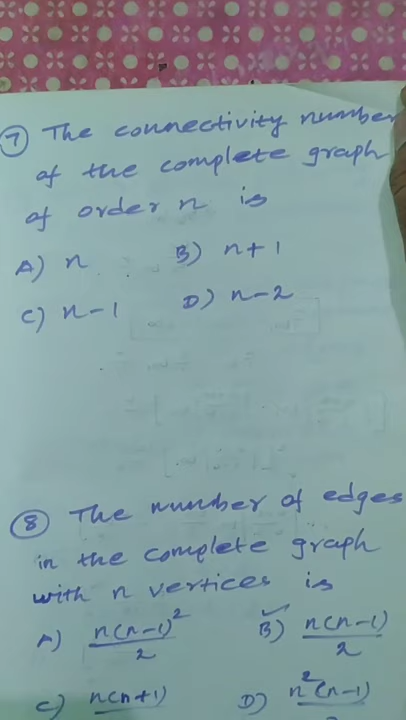 7 The connectivity number
of the complete graph
of order n is
A) n B) n+1
C) n-1 D) n-2
8 The number of edges
in the complete graph
with n vertices is
A) n(n-1)²/2 B) n(n-1)/2
C) n(n+1) D) n²(n-1)